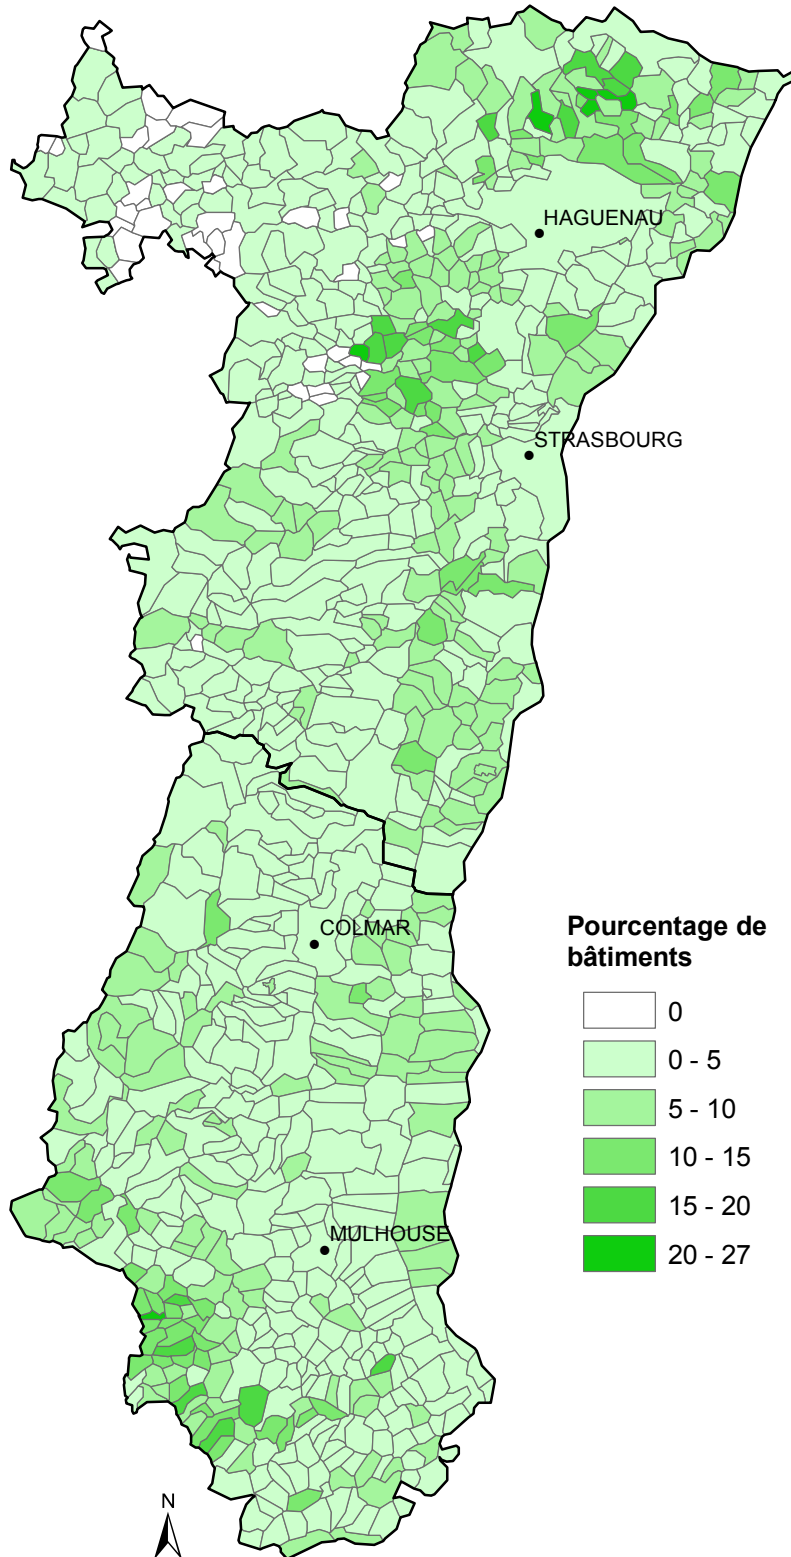 HAGUENAU
STRASBOURG
COLMAR
Pourcentage de
bâtiments
0
0 - 5
5 - 10
10 - 15
15 - 20
20 - 27
MULHOUSE
N